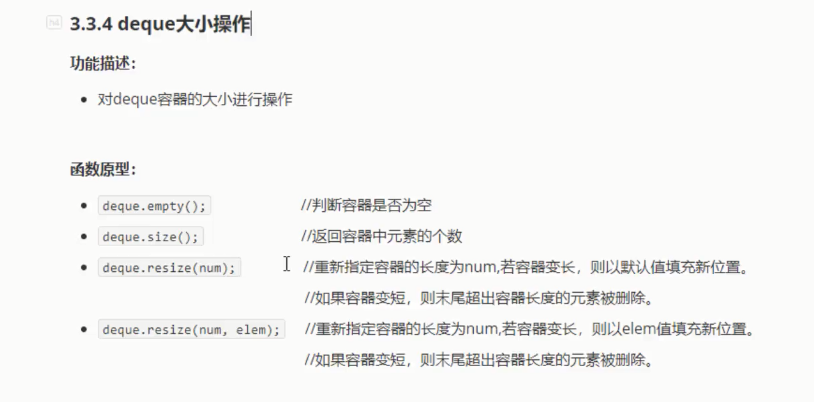 3.3.4 deque大小操作
功能描述：
对deque容器的大小进行操作
函数原型：
deque.empty(); //判断容器是否为空
deque.size(); //返回容器中元素的个数
deque.resize(num); //重新指定容器的长度为num,若容器变长，则以默认值填充新位置。
//如果容器变短，则末尾超出容器长度的元素被删除。
deque.resize(num, elem); //重新指定容器的长度为num,若容器变长，则以elem值填充新位置。
//如果容器变短，则末尾超出容器长度的元素被删除。